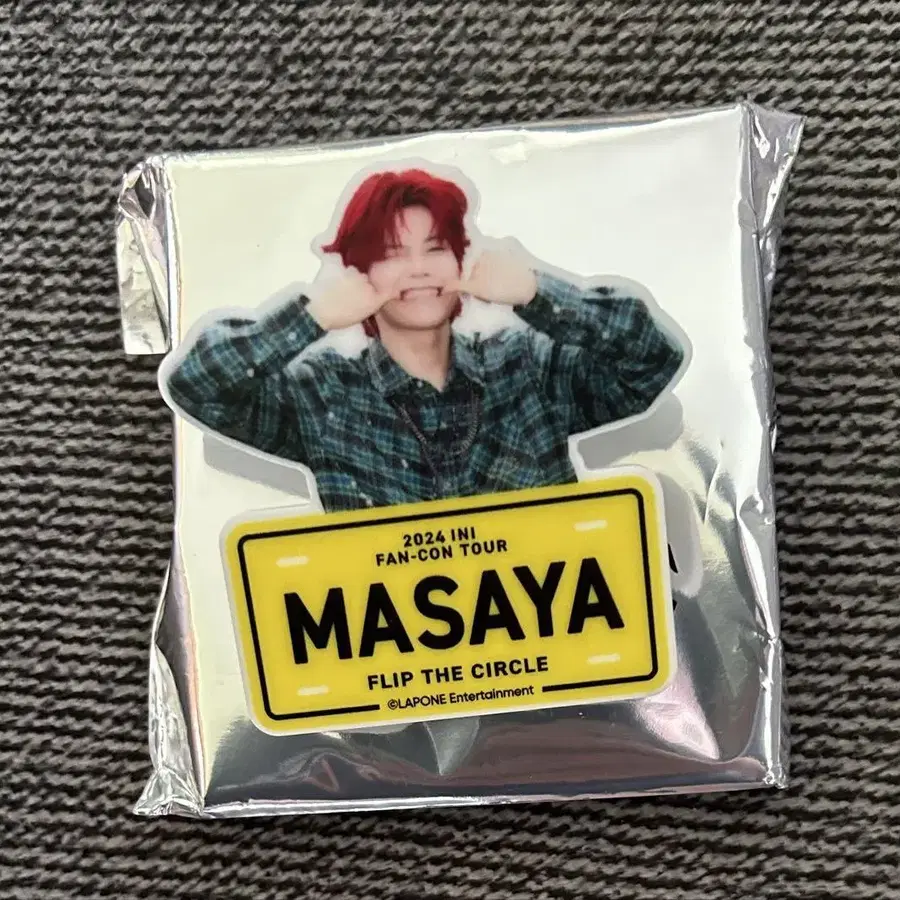 2024 INI
FAN-CON TOUR
MASAYA
FLIP THE CIRCLE
©LAPONE Entertainment